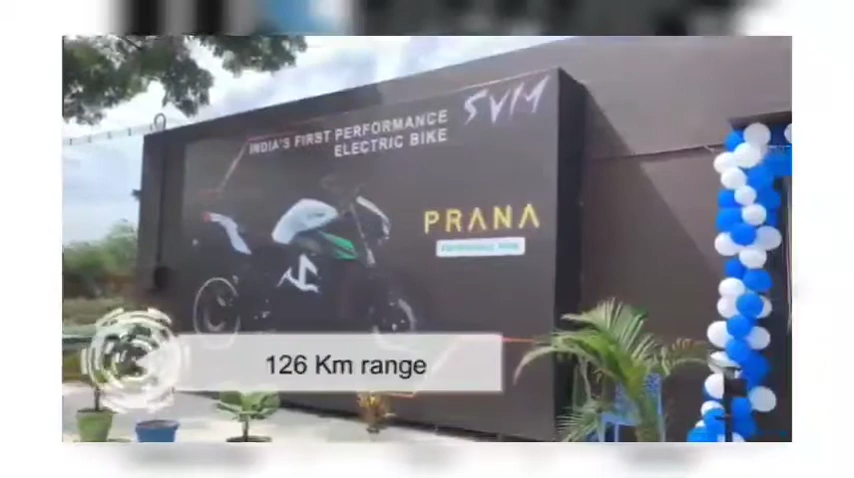 SVM
INDIA'S FIRST PERFORMANCE
ELECTRIC BIKE
PRANA
126 Km range